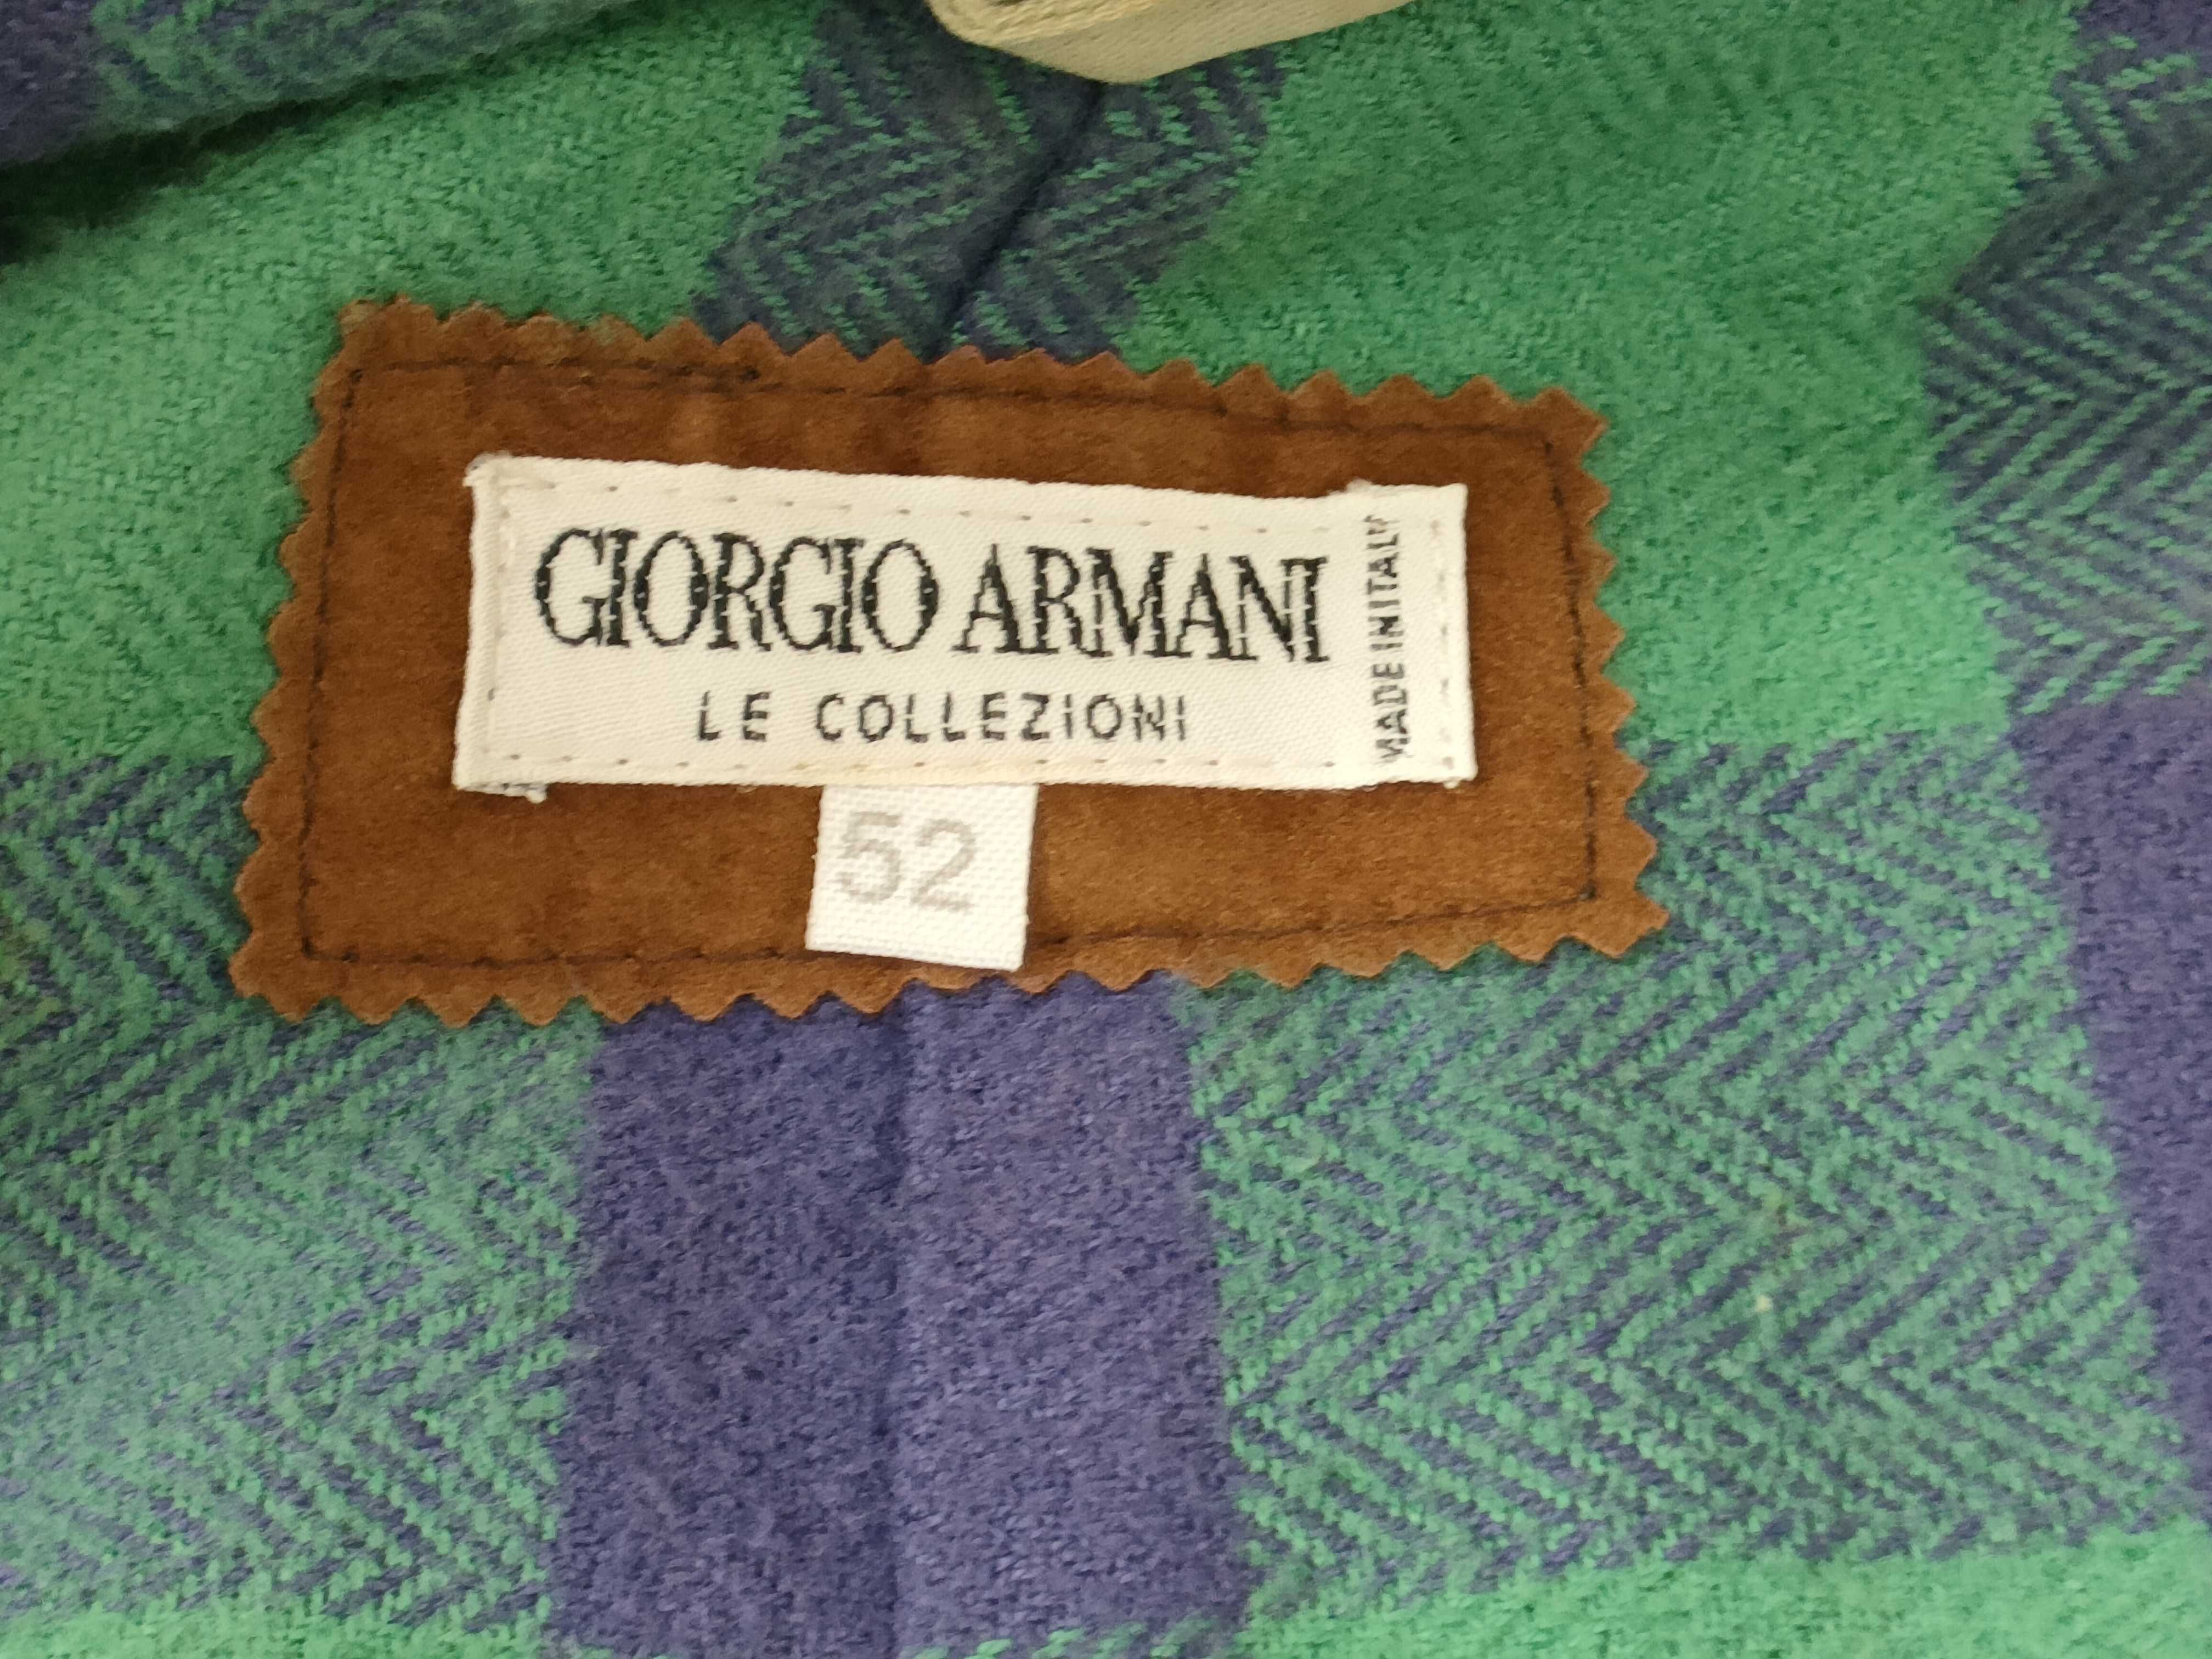 GIORGIO ARMANI
LE COLLEZIONI
MADE IN ITALY
52